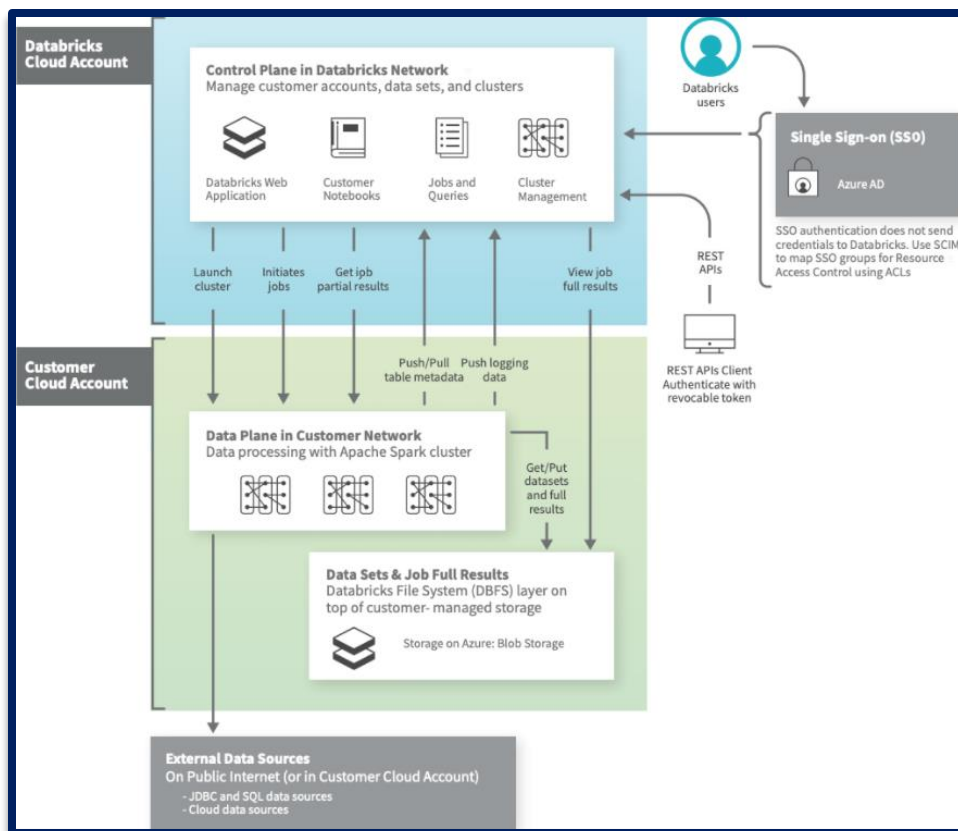 Databricks
Cloud Account
Control Plane in Databricks Network
Manage customer accounts, data sets, and clusters
Databricks Web
Application
Customer
Notebooks
Jobs and
Queries
Cluster
Management
Databricks
users
Single Sign-on (SSO)
Azure AD
SSO authentication does not send
credentials to Databricks. Use SCIM
to map SSO groups for Resource
Access Control using ACLs
Launch
cluster
Initiates
jobs
Get ipb
partial results
View job
full results
REST
APIs
REST APIs Client
Authenticate with
revocable token
Customer
Cloud Account
Push/Pull
table metadata
Push logging
data
Data Plane in Customer Network
Data processing with Apache Spark cluster
Get/Put
datasets
and full
results
Data Sets & Job Full Results
Databricks File System (DBFS) layer on
top of customer- managed storage
Storage on Azure: Blob Storage
External Data Sources
On Public Internet (or in Customer Cloud Account)
- JDBC and SQL data sources
- Cloud data sources